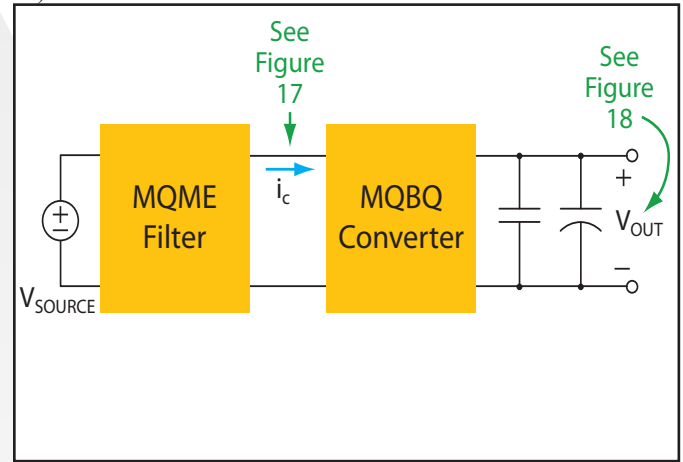 See
Figure
17
See
Figure
18
i_c
MQME
Filter
MQBQ
Converter
+
V_OUT
−
+
−
V_SOURCE